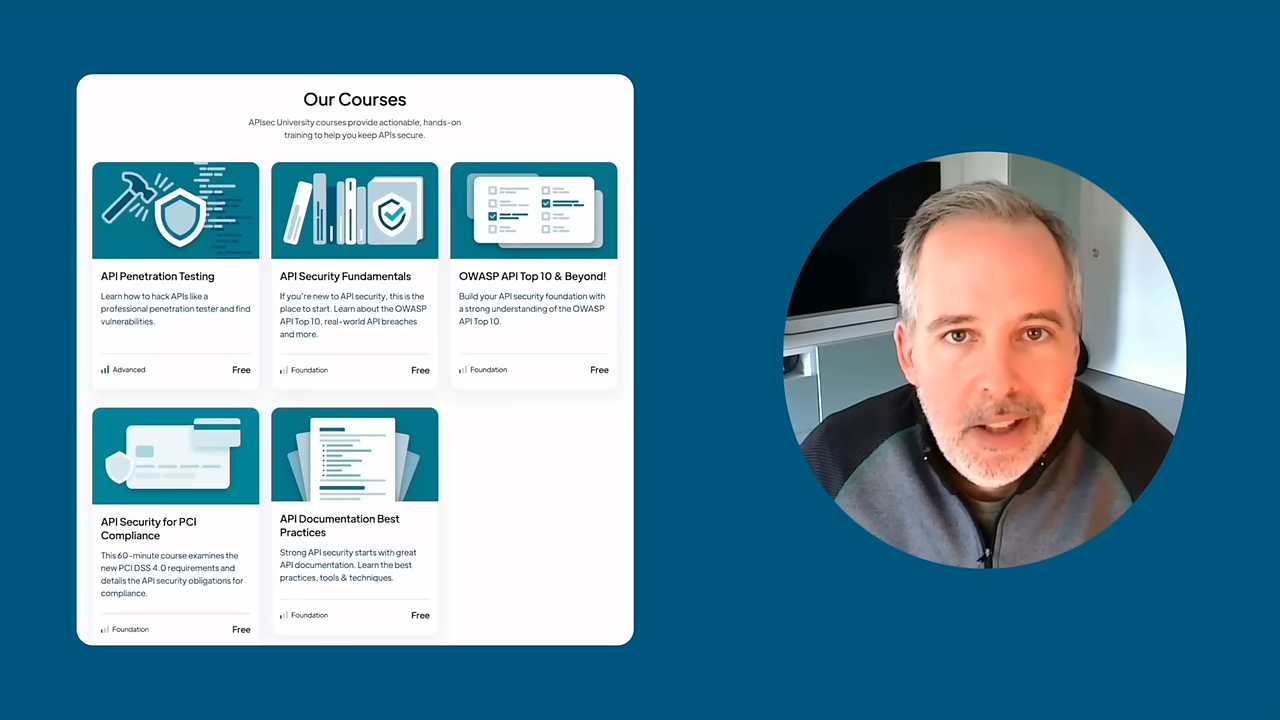 Our Courses
APIsec University courses provide actionable, hands-on
training to help you keep APIs secure.
API Penetration Testing
Learn how to hack APIs like a
professional penetration tester and find
vulnerabilities.
Advanced
Free
API Security Fundamentals
If you're new to API security, this is the
place to start. Learn about the OWASP
API Top 10, real-world API breaches
and more.
Foundation
Free
OWASP API Top 10 & Beyond!
Build your API security foundation with
a strong understanding of the OWASP
API Top 10.
Foundation
Free
API Security for PCI
Compliance
This 60-minute course examines the
new PCI DSS 4.0 requirements and
details the API security obligations for
compliance.
Foundation
Free
API Documentation Best
Practices
Strong API security starts with great
API documentation. Learn the best
practices, tools & techniques.
Foundation
Free